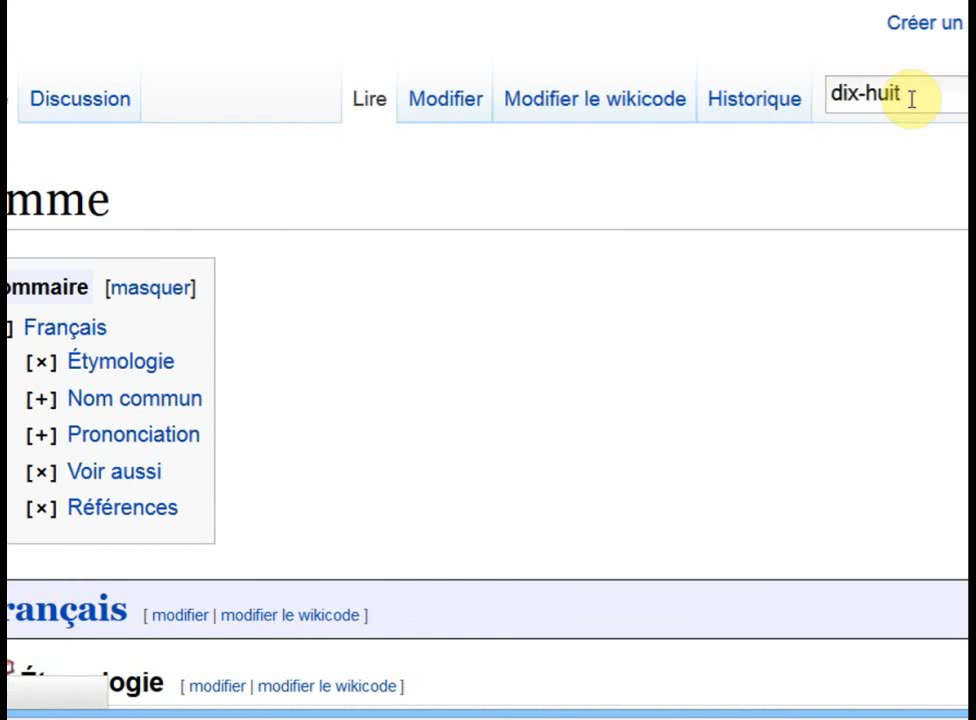 Créer un
Discussion Lire Modifier Modifier le wikicode Historique dix-huit
mme
ommaire [masquer]
] Français
[×] Étymologie
[+] Nom commun
[+] Prononciation
[×] Voir aussi
[×] Références
rançais [ modifier | modifier le wikicode ]
ogie [ modifier | modifier le wikicode ]